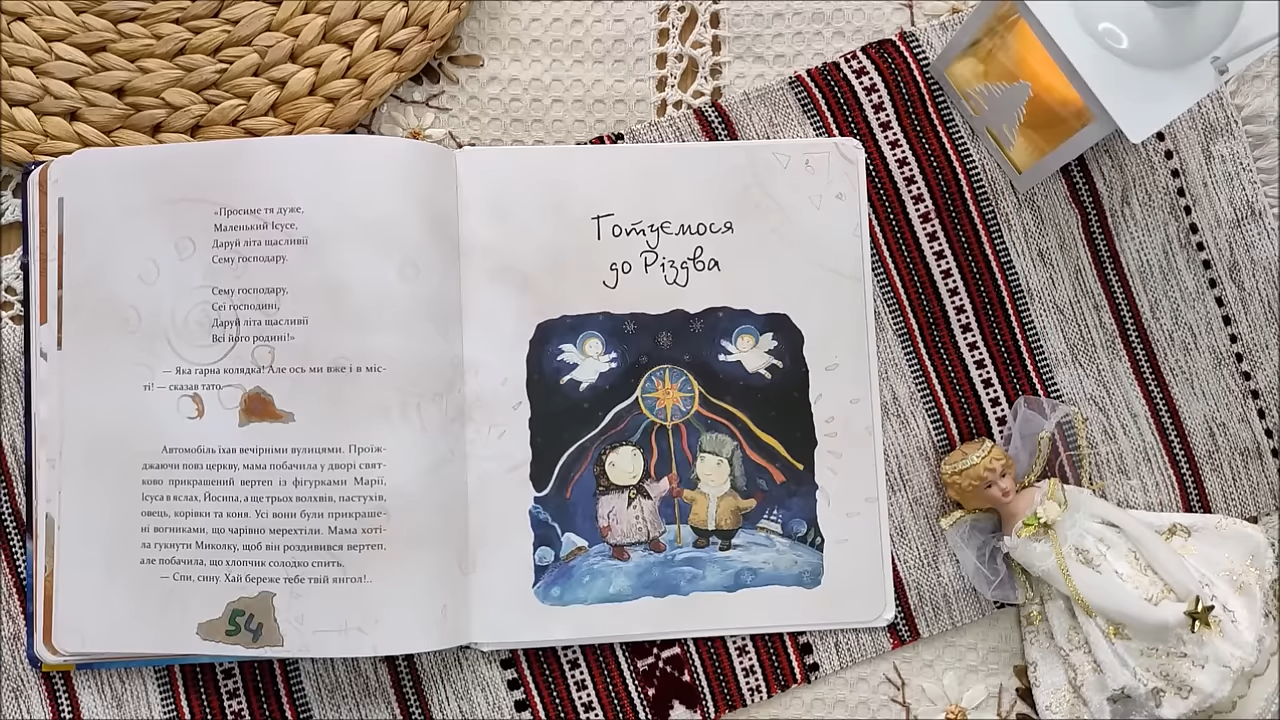 «Просиме тя дуже,
Маленький Ісусе,
Даруй літа щасливії
Сему господару.
Сему господару,
Сеї господині,
Даруй літа щасливії
Всі його родині!»
— Яка гарна колядка! Але ось ми вже і в міс-
ті! — сказав тато.
Автомобіль їхав вечірніми вулицями. Проїж-
джаючи повз церкву, мама побачила у дворі свят-
ково прикрашений вертеп із фігурками Марії,
Ісуса в яслах, Йосипа, а ще трьох волхвів, пастухів,
овець, корівки та коня. Усі вони були прикраше-
ні вогниками, що чарівно мерехтіли. Мама хоті-
ла гукнути Миколку, щоб він роздивився вертеп,
але побачила, що хлопчик солодко спить.
— Спи, сину. Хай береже тебе твій янгол!..
54
Готуємося
до Різдва